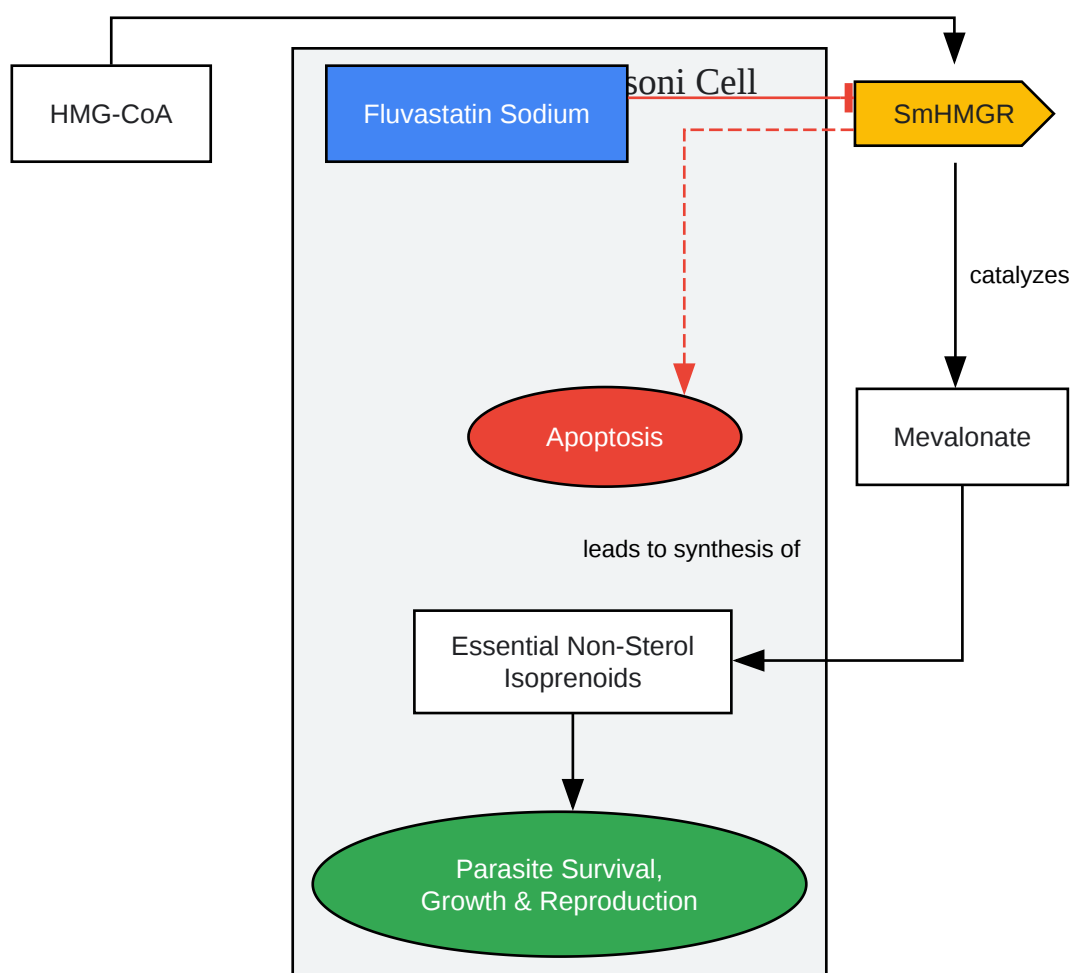 soni Cell
HMG-CoA
Fluvastatin Sodium
SmHMGR
catalyzes
Apoptosis
Mevalonate
leads to synthesis of
Essential Non-Sterol
Isoprenoids
Parasite Survival,
Growth & Reproduction